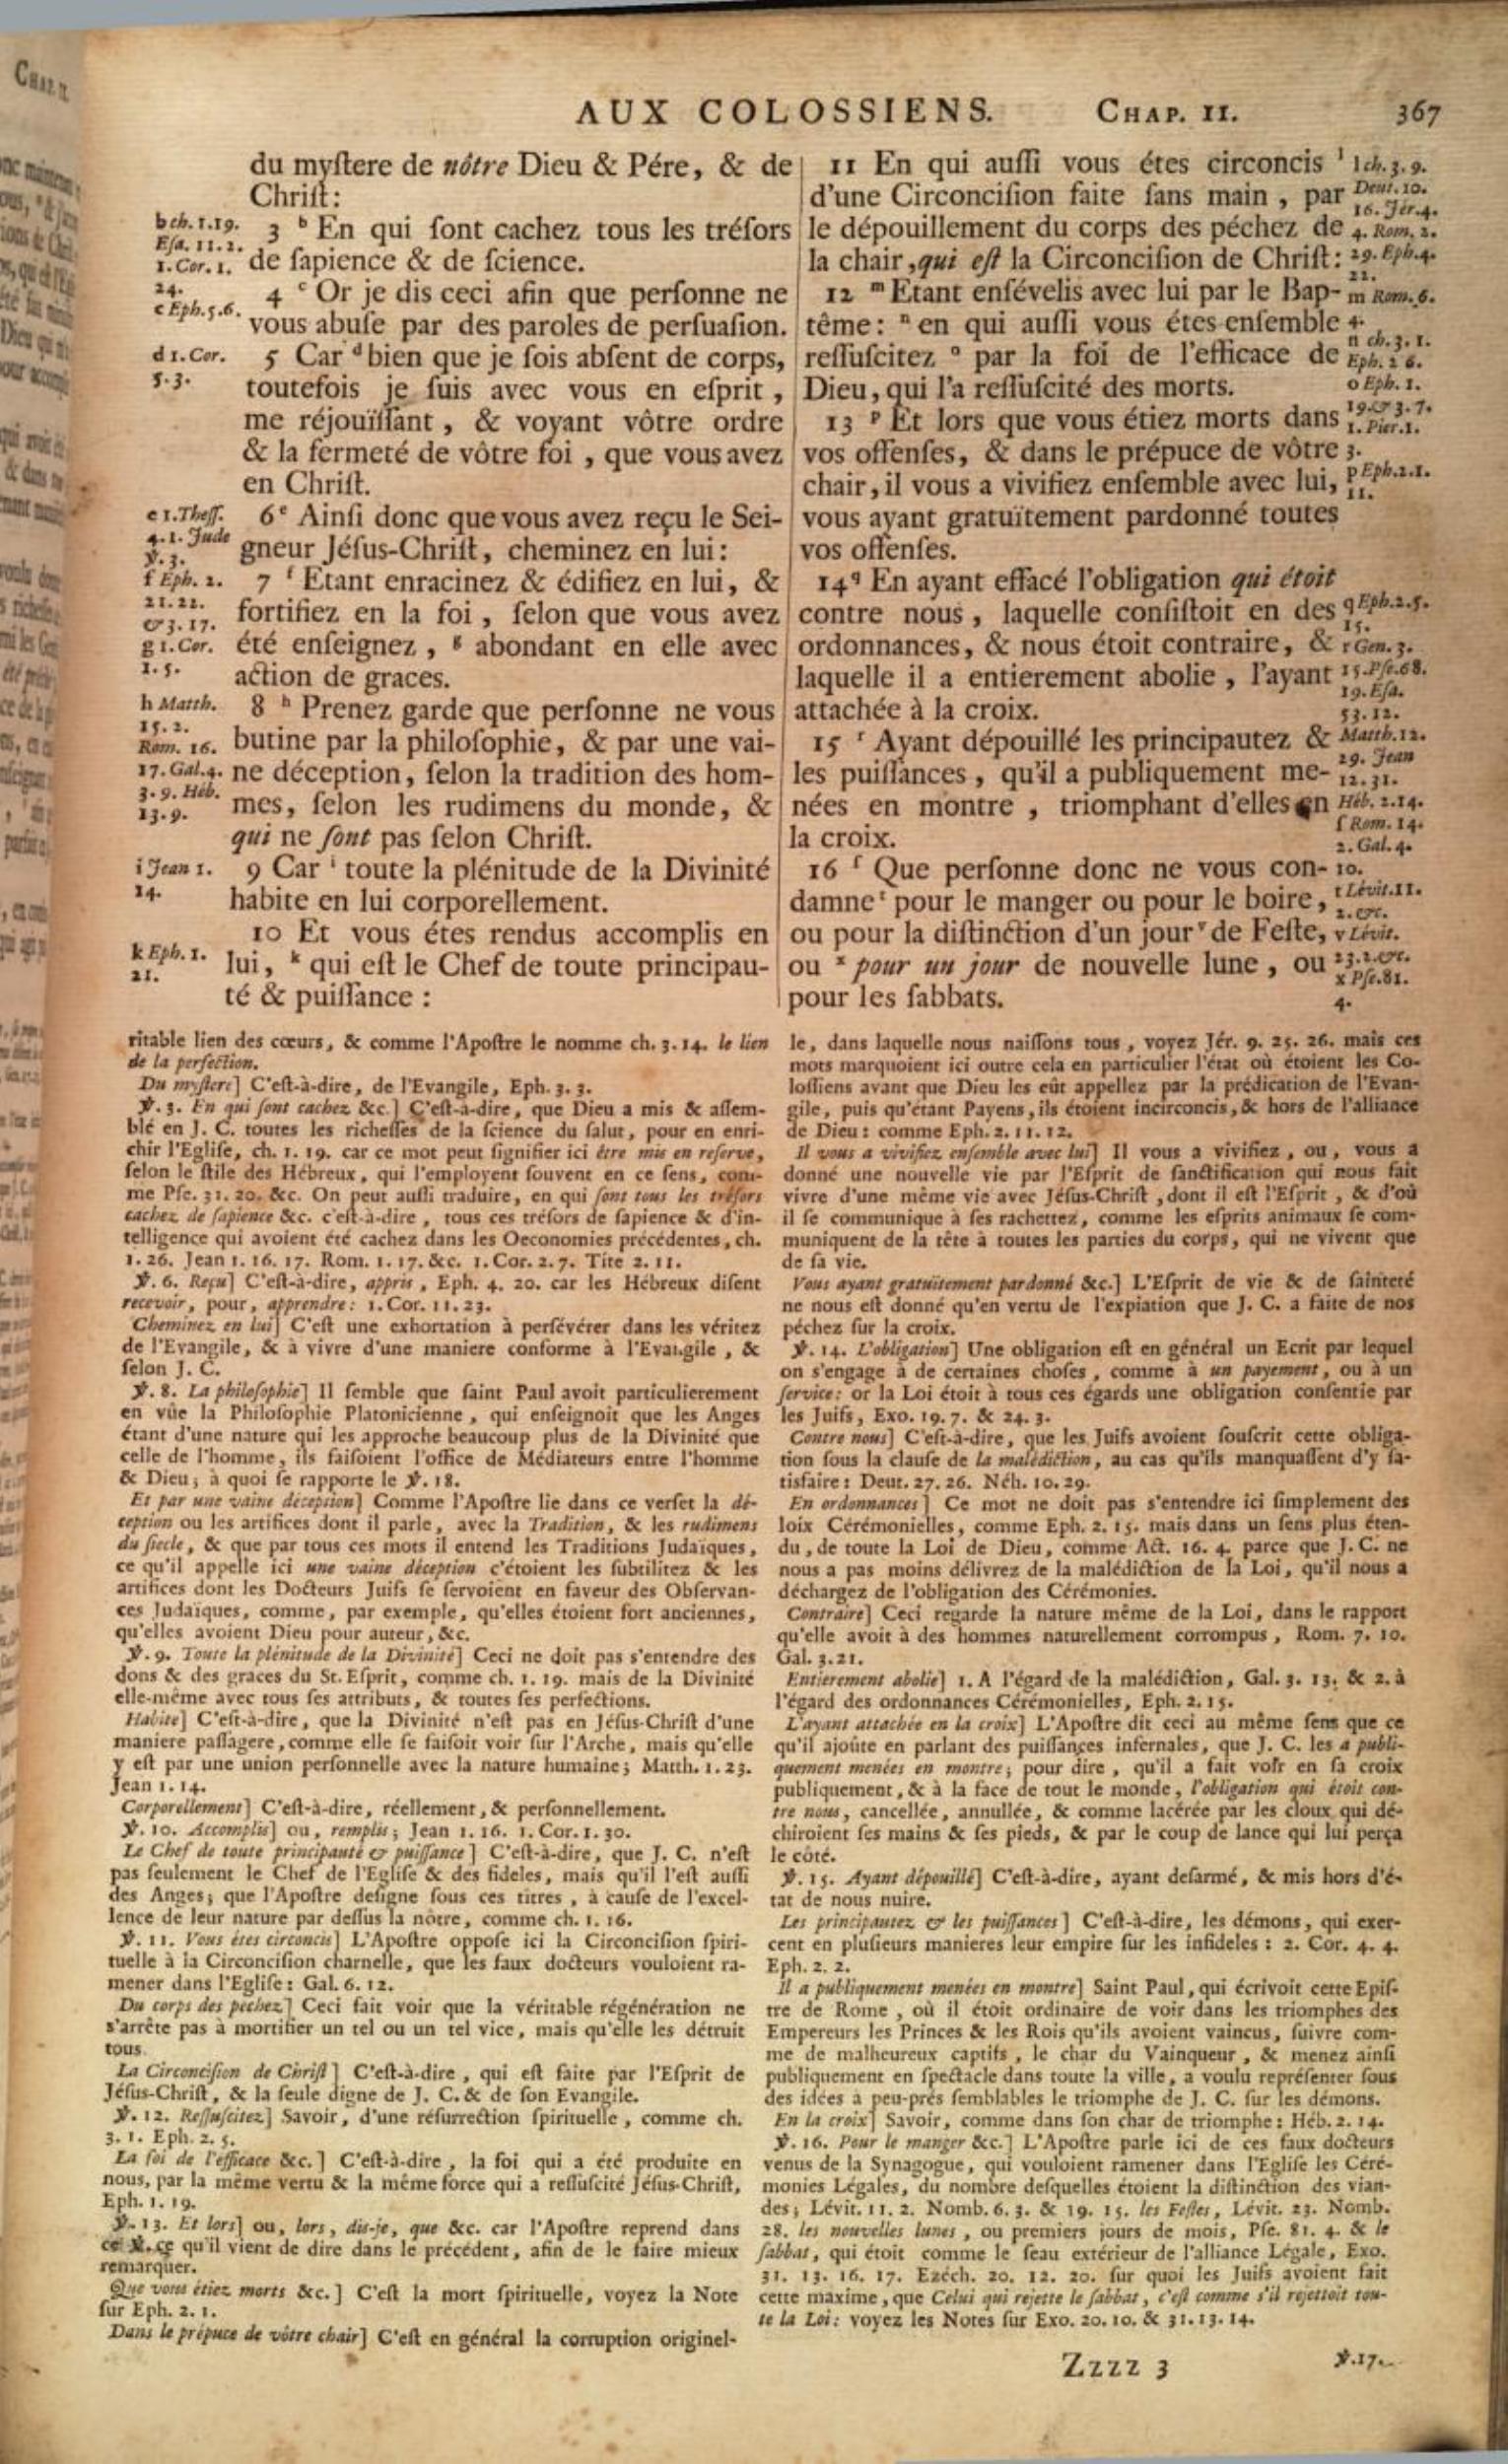 AUX COLOSSIENS. CHAP. II. 367
du myſtere de nôtre Dieu & Pére, & de
Chriſt:
3 b En qui ſont cachez tous les tréſors
de ſapience & de ſcience.
4 c Or je dis ceci afin que perſonne ne
vous abuſe par des paroles de perſuaſion.
5 Car d bien que je ſois abſent de corps,
toutefois je ſuis avec vous en eſprit,
me réjouïſſant, & voyant vôtre ordre
& la fermeté de vôtre foi, que vous avez
en Chriſt.
6 e Ainſi donc que vous avez reçu le Sei-
gneur Jéſus-Chriſt, cheminez en lui:
7 f Etant enracinez & édifiez en lui, &
fortifiez en la foi, ſelon que vous avez
été enſeignez, g abondant en elle avec
action de graces.
8 h Prenez garde que perſonne ne vous
butine par la philoſophie, & par une vai-
ne déception, ſelon la tradition des hom-
mes, ſelon les rudimens du monde, &
qui ne ſont pas ſelon Chriſt.
9 Car i toute la plénitude de la Divinité
habite en lui corporellement.
10 Et vous étes rendus accomplis en
lui, k qui eſt le Chef de toute principau-
té & puiſſance:
b ch. 1.19.
Eſa. 11.2.
1. Cor. 1.
24.
c Eph. 5.6.
d 1. Cor.
5. 3.
e 1. Theſſ.
4. 1. Jude
℣. 3.
f Eph. 2.
21. 22.
& 3. 17.
g 1. Cor.
1. 5.
h Matth.
15. 2.
Rom. 16.
17. Gal. 4.
3. 9. Héb.
13. 9.
i Jean 1.
14.
k Eph. 1.
21.
11 En qui auſſi vous étes circoncis l
d'une Circonciſion faite ſans main, par
le dépouillement du corps des péchez de
la chair, qui eſt la Circonciſion de Chriſt:
12 m Etant enſévelis avec lui par le Bap-
tême: n en qui auſſi vous étes enſemble
reſſuſcitez o par la foi de l'efficace de
Dieu, qui l'a reſſuſcité des morts.
13 p Et lors que vous étiez morts dans
vos offenſes, & dans le prépuce de vôtre
chair, il vous a vivifiez enſemble avec lui,
vous ayant gratuïtement pardonné toutes
vos offenſes.
14 q En ayant effacé l'obligation qui étoit
contre nous, laquelle conſiſtoit en des
ordonnances, & nous étoit contraire, &
laquelle il a entierement abolie, l'ayant
attachée à la croix.
15 r Ayant dépouillé les principautez &
les puiſſances, qu'il a publiquement me-
nées en montre, triomphant d'elles en
la croix.
16 ſ Que perſonne donc ne vous con-
damne t pour le manger ou pour le boire,
ou pour la diſtinction d'un jour v de Feſte,
ou x pour un jour de nouvelle lune, ou
pour les ſabbats.
l ch. 3. 9.
Deut. 10.
16. Jér. 4.
4. Rom. 2.
29. Eph. 4.
22.
m Rom. 6.
4.
n ch. 3. 1.
Eph. 2 6.
o Eph. 1.
19. & 3. 7.
1. Pier. 1.
3.
p Eph. 2. 1.
11.
q Eph. 2. 5.
15.
r Gen. 3.
15. Pſe. 68.
19. Eſa.
53. 12.
Matth. 12.
29. Jean
12. 31.
Héb. 2. 14.
ſ Rom. 14.
2. Gal. 4.
10.
t Lévit. 11.
2. &c.
v Lévit.
23. 2. &c.
x Pſe. 81.
4.
ritable lien des cœurs, & comme l'Apoſtre le nomme ch. 3. 14. le lien
de la perfection.
Du myſtere] C'eſt-à-dire, de l'Evangile, Eph. 3. 3.
℣. 3. En qui ſont cachez &c.] C'eſt-à-dire, que Dieu a mis & aſſem-
blé en J. C. toutes les richeſſes de la ſcience du ſalut, pour en enri-
chir l'Egliſe, ch. 1. 19. car ce mot peut ſignifier ici être mis en reſerve,
ſelon le ſtile des Hébreux, qui l'employent ſouvent en ce ſens, com-
me Pſe. 31. 20. &c. On peut auſſi traduire, en qui ſont tous les tréſors
cachez de ſapience &c. c'eſt-à-dire, tous ces tréſors de ſapience & d'in-
telligence qui avoient été cachez dans les Oeconomies précédentes, ch.
1. 26. Jean 1. 16. 17. Rom. 1. 17. &c. 1. Cor. 2. 7. Tite 2. 11.
℣. 6. Reçu] C'eſt-à-dire, appris, Eph. 4. 20. car les Hébreux diſent
recevoir, pour, apprendre: 1. Cor. 11. 23.
Cheminez en lui] C'eſt une exhortation à perſévérer dans les véritez
de l'Evangile, & à vivre d'une maniere conforme à l'Evangile, &
ſelon J. C.
℣. 8. La philoſophie] Il ſemble que ſaint Paul avoit particulierement
en vûe la Philoſophie Platonicienne, qui enſeignoit que les Anges
étant d'une nature qui les approche beaucoup plus de la Divinité que
celle de l'homme, ils faiſoient l'office de Médiateurs entre l'homme
& Dieu; à quoi ſe rapporte le ℣. 18.
Et par une vaine déception] Comme l'Apoſtre lie dans ce verſet la dé-
ception ou les artifices dont il parle, avec la Tradition, & les rudimens
du ſiecle, & que par tous ces mots il entend les Traditions Judaïques,
ce qu'il appelle ici une vaine déception c'étoient les ſubtilitez & les
artifices dont les Docteurs Juifs ſe ſervoient en faveur des Obſervan-
ces Judaïques, comme, par exemple, qu'elles étoient fort anciennes,
qu'elles avoient Dieu pour auteur, &c.
℣. 9. Toute la plénitude de la Divinité] Ceci ne doit pas s'entendre des
dons & des graces du St. Eſprit, comme ch. 1. 19. mais de la Divinité
elle-même avec tous ſes attributs, & toutes ſes perfections.
Habite] C'eſt-à-dire, que la Divinité n'eſt pas en Jéſus-Chriſt d'une
maniere paſſagere, comme elle ſe faiſoit voir ſur l'Arche, mais qu'elle
y eſt par une union perſonnelle avec la nature humaine; Matth. 1. 23.
Jean 1. 14.
Corporellement] C'eſt-à-dire, réellement, & perſonnellement.
℣. 10. Accomplis] ou, remplis; Jean 1. 16. 1. Cor. 1. 30.
Le Chef de toute principauté & puiſſance] C'eſt-à-dire, que J. C. n'eſt
pas ſeulement le Chef de l'Egliſe & des fideles, mais qu'il l'eſt auſſi
des Anges; que l'Apoſtre deſigne ſous ces titres, à cauſe de l'excel-
lence de leur nature par deſſus la nôtre, comme ch. 1. 16.
℣. 11. Vous étes circoncis] L'Apoſtre oppoſe ici la Circonciſion ſpiri-
tuelle à la Circonciſion charnelle, que les faux docteurs vouloient ra-
mener dans l'Egliſe: Gal. 6. 12.
Du corps des péchez] Ceci fait voir que la véritable régénération ne
s'arrête pas à mortifier un tel ou un tel vice, mais qu'elle les détruit
tous.
La Circonciſion de Chriſt] C'eſt-à-dire, qui eſt faite par l'Eſprit de
Jéſus-Chriſt, & la ſeule digne de J. C. & de ſon Evangile.
℣. 12. Reſſuſcitez] Savoir, d'une réſurrection ſpirituelle, comme ch.
3. 1. Eph. 2. 5.
La foi de l'efficace &c.] C'eſt-à-dire, la foi qui a été produite en
nous, par la même vertu & la même force qui a reſſuſcité Jéſus-Chriſt,
Eph. 1. 19.
℣. 13. Et lors] ou, lors, dis-je, que &c. car l'Apoſtre reprend dans
ce ℣. ce qu'il vient de dire dans le précédent, afin de le faire mieux
remarquer.
Que vous étiez morts &c.] C'eſt la mort ſpirituelle, voyez la Note
ſur Eph. 2. 1.
Dans le prépuce de vôtre chair] C'eſt en général la corruption originel-
le, dans laquelle nous naiſſons tous, voyez Jér. 9. 25. 26. mais ces
mots marquoient ici outre cela en particulier l'état où étoient les Co-
loſſiens avant que Dieu les eût appellez par la prédication de l'Evan-
gile, puis qu'étant Payens, ils étoient incirconcis, & hors de l'alliance
de Dieu: comme Eph. 2. 11. 12.
Il vous a vivifiez enſemble avec lui] Il vous a vivifiez, ou, vous a
donné une nouvelle vie par l'Eſprit de ſanctification qui nous fait
vivre d'une même vie avec Jéſus-Chriſt, dont il eſt l'Eſprit, & d'où
il ſe communique à ſes rachettez, comme les eſprits animaux ſe com-
muniquent de la tête à toutes les parties du corps, qui ne vivent que
de ſa vie.
Vous ayant gratuitement pardonné &c.] L'Eſprit de vie & de ſainteté
ne nous eſt donné qu'en vertu de l'expiation que J. C. a faite de nos
péchez ſur la croix.
℣. 14. L'obligation] Une obligation eſt en général un Ecrit par lequel
on s'engage à de certaines choſes, comme à un payement, ou à un
ſervice: or la Loi étoit à tous ces égards une obligation conſentie par
les Juifs, Exo. 19. 7. & 24. 3.
Contre nous] C'eſt-à-dire, que les Juifs avoient ſouſcrit cette obliga-
tion ſous la clauſe de la malédiction, au cas qu'ils manquaſſent d'y ſa-
tisfaire: Deut. 27. 26. Néh. 10. 29.
En ordonnances] Ce mot ne doit pas s'entendre ici ſimplement des
loix Cérémonielles, comme Eph. 2. 15. mais dans un ſens plus éten-
du, de toute la Loi de Dieu, comme Act. 16. 4. parce que J. C. ne
nous a pas moins délivrez de la malédiction de la Loi, qu'il nous a
déchargez de l'obligation des Cérémonies.
Contraire] Ceci regarde la nature même de la Loi, dans le rapport
qu'elle avoit à des hommes naturellement corrompus, Rom. 7. 10.
Gal. 3. 21.
Entierement abolie] 1. A l'égard de la malédiction, Gal. 3. 13. & 2. à
l'égard des ordonnances Cérémonielles, Eph. 2. 15.
L'ayant attachée en la croix] L'Apoſtre dit ceci au même ſens que ce
qu'il ajoûte en parlant des puiſſances infernales, que J. C. les a publi-
quement menées en montre; pour dire, qu'il a fait voir en ſa croix
publiquement, & à la face de tout le monde, l'obligation qui étoit con-
tre nous, cancellée, annullée, & comme lacérée par les cloux qui dé-
chiroient ſes mains & ſes pieds, & par le coup de lance qui lui perça
le côté.
℣. 15. Ayant dépouillé] C'eſt-à-dire, ayant deſarmé, & mis hors d'é-
tat de nous nuire.
Les principautez & les puiſſances] C'eſt-à-dire, les démons, qui exer-
cent en pluſieurs manieres leur empire ſur les infideles: 2. Cor. 4. 4.
Eph. 2. 2.
Il a publiquement menées en montre] Saint Paul, qui écrivoit cette Epiſ-
tre de Rome, où il étoit ordinaire de voir dans les triomphes des
Empereurs les Princes & les Rois qu'ils avoient vaincus, ſuivre com-
me de malheureux captifs, le char du Vainqueur, & menez ainſi
publiquement en ſpectacle dans toute la ville, a voulu repréſenter ſous
des idées à peu-près ſemblables le triomphe de J. C. ſur les démons.
En la croix] Savoir, comme dans ſon char de triomphe: Héb. 2. 14.
℣. 16. Pour le manger &c.] L'Apoſtre parle ici de ces faux docteurs
venus de la Synagogue, qui vouloient ramener dans l'Egliſe les Céré-
monies Légales, du nombre deſquelles étoient la diſtinction des vian-
des; Lévit. 11. 2. Nomb. 6. 3. & 19. 15. les Feſtes, Lévit. 23. Nomb.
28. les nouvelles lunes, ou premiers jours de mois, Pſe. 81. 4. & le
ſabbat, qui étoit comme le ſeau extérieur de l'alliance Légale, Exo.
31. 13. 16. 17. Ezéch. 20. 12. 20. ſur quoi les Juifs avoient fait
cette maxime, que Celui qui rejette le ſabbat, c'eſt comme s'il rejettoit tou-
te la Loi: voyez les Notes ſur Exo. 20. 10. & 31. 13. 14.
Zzzz 3 ℣.17.